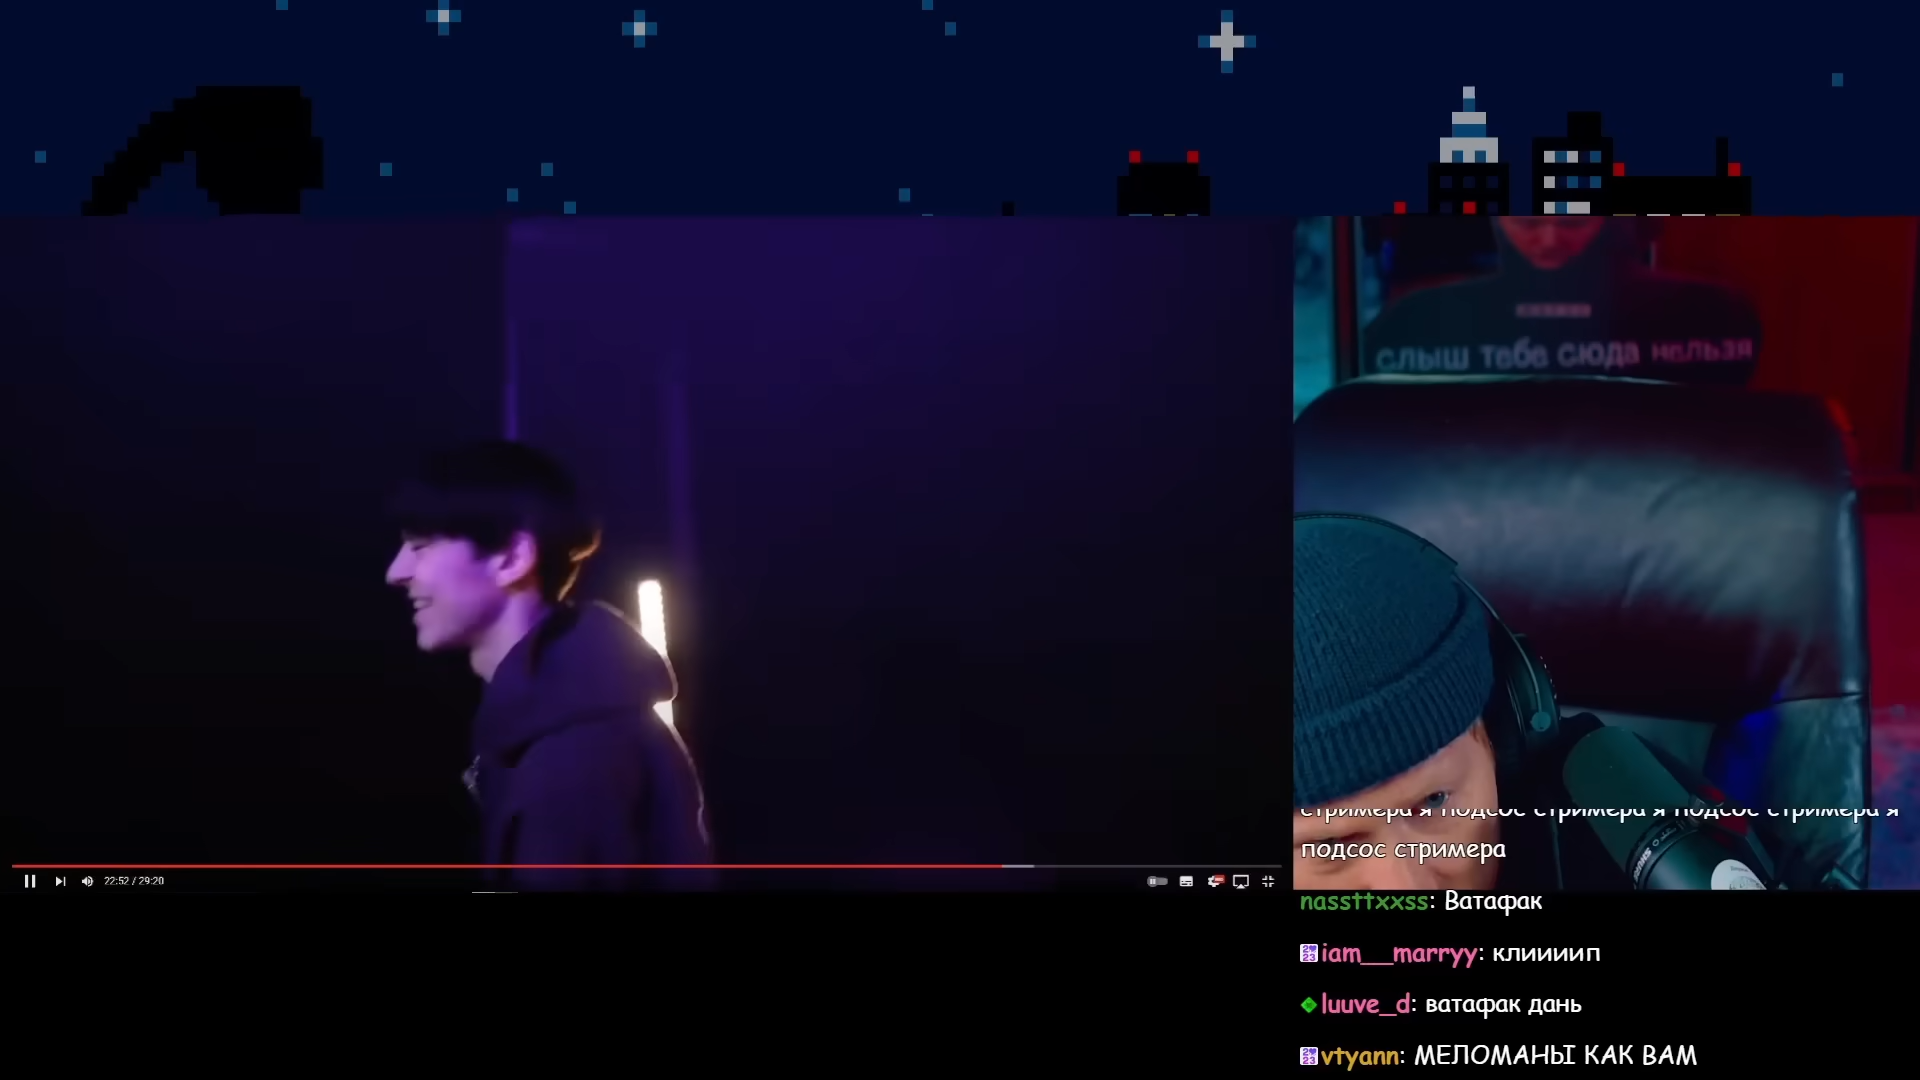 слыш тебе сюда нельзя
стримера я подсос стримера я подсос стримера я
подсос стримера
22:52 / 29:20
nassttxxss: Ватафак
iam__marryy: клиииип
luuve_d: ватафак дань
vtyann: МЕЛОМАНЫ КАК ВАМ